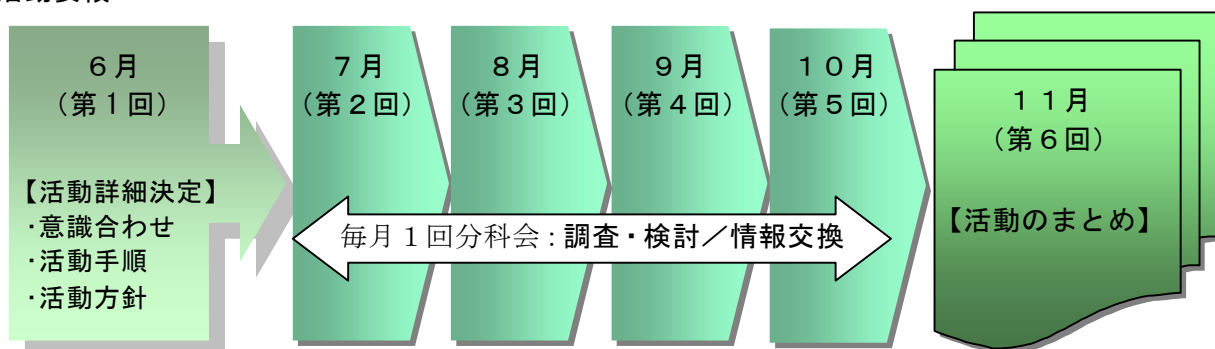 6月
(第1回)
【活動詳細決定】
・意識合わせ
・活動手順
・活動方針
7月
(第2回)
8月
(第3回)
9月
(第4回)
10月
(第5回)
毎月1回分科会:調査・検討/情報交換
11月
(第6回)
【活動のまとめ】